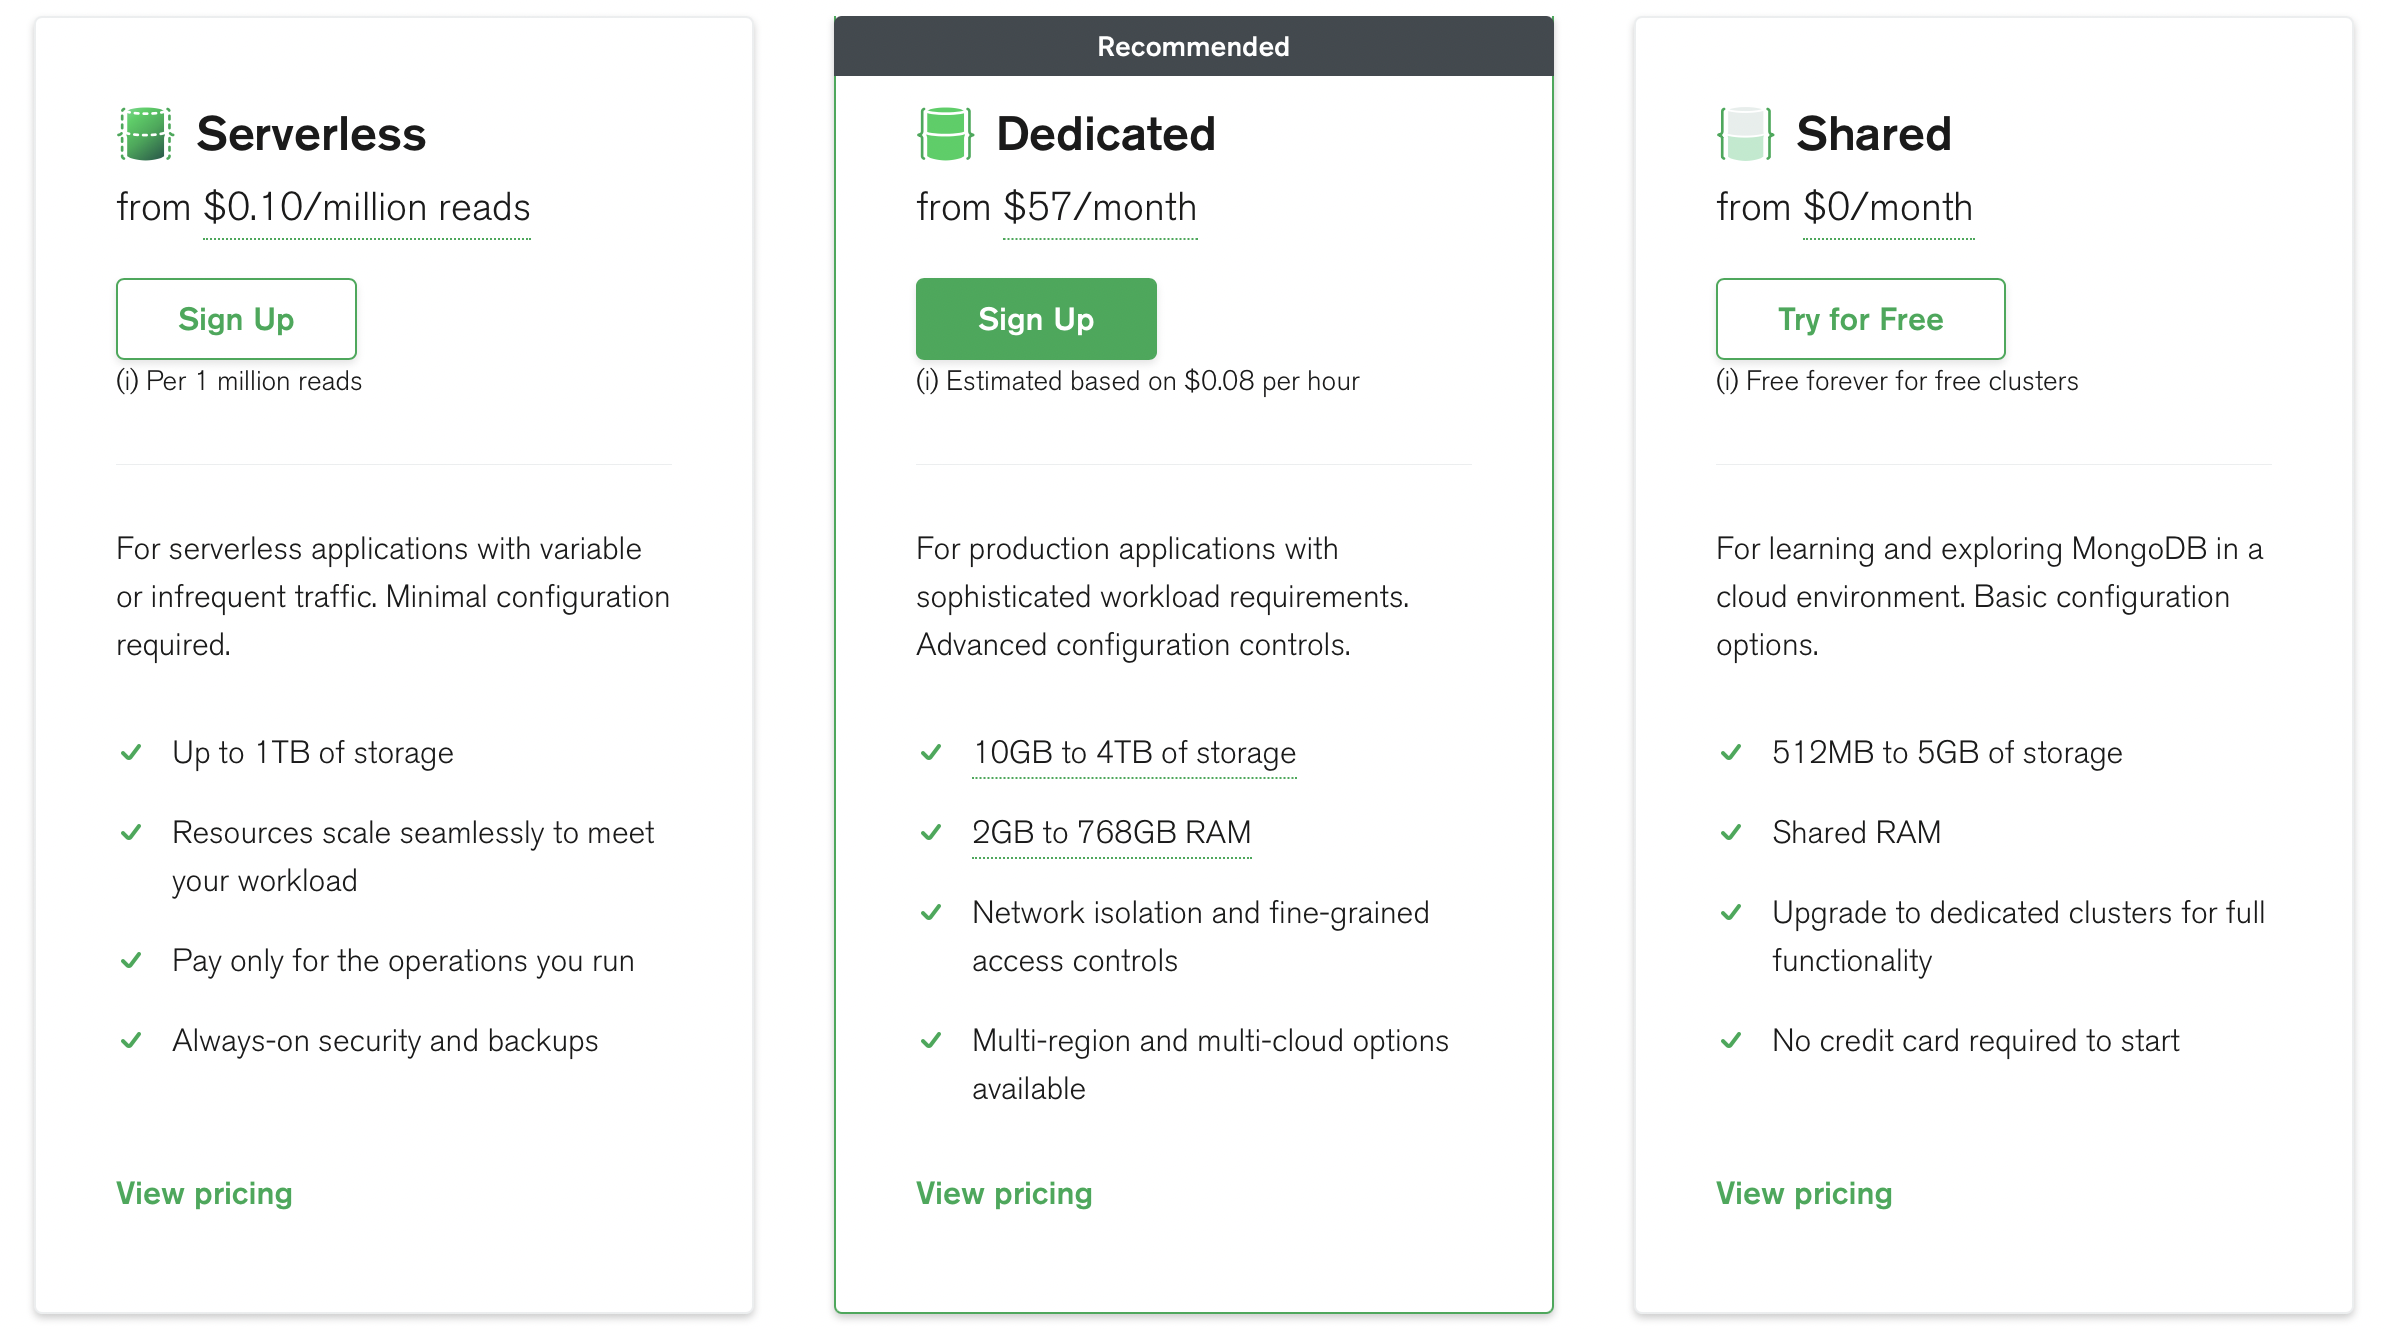 Serverless
from $0.10/million reads
Sign Up
(i) Per 1 million reads
For serverless applications with variable
or infrequent traffic. Minimal configuration
required.
Up to 1TB of storage
Resources scale seamlessly to meet
your workload
Pay only for the operations you run
Always-on security and backups
View pricing
Recommended
Dedicated
from $57/month
Sign Up
(i) Estimated based on $0.08 per hour
For production applications with
sophisticated workload requirements.
Advanced configuration controls.
10GB to 4TB of storage
2GB to 768GB RAM
Network isolation and fine-grained
access controls
Multi-region and multi-cloud options
available
View pricing
Shared
from $0/month
Try for Free
(i) Free forever for free clusters
For learning and exploring MongoDB in a
cloud environment. Basic configuration
options.
512MB to 5GB of storage
Shared RAM
Upgrade to dedicated clusters for full
functionality
No credit card required to start
View pricing